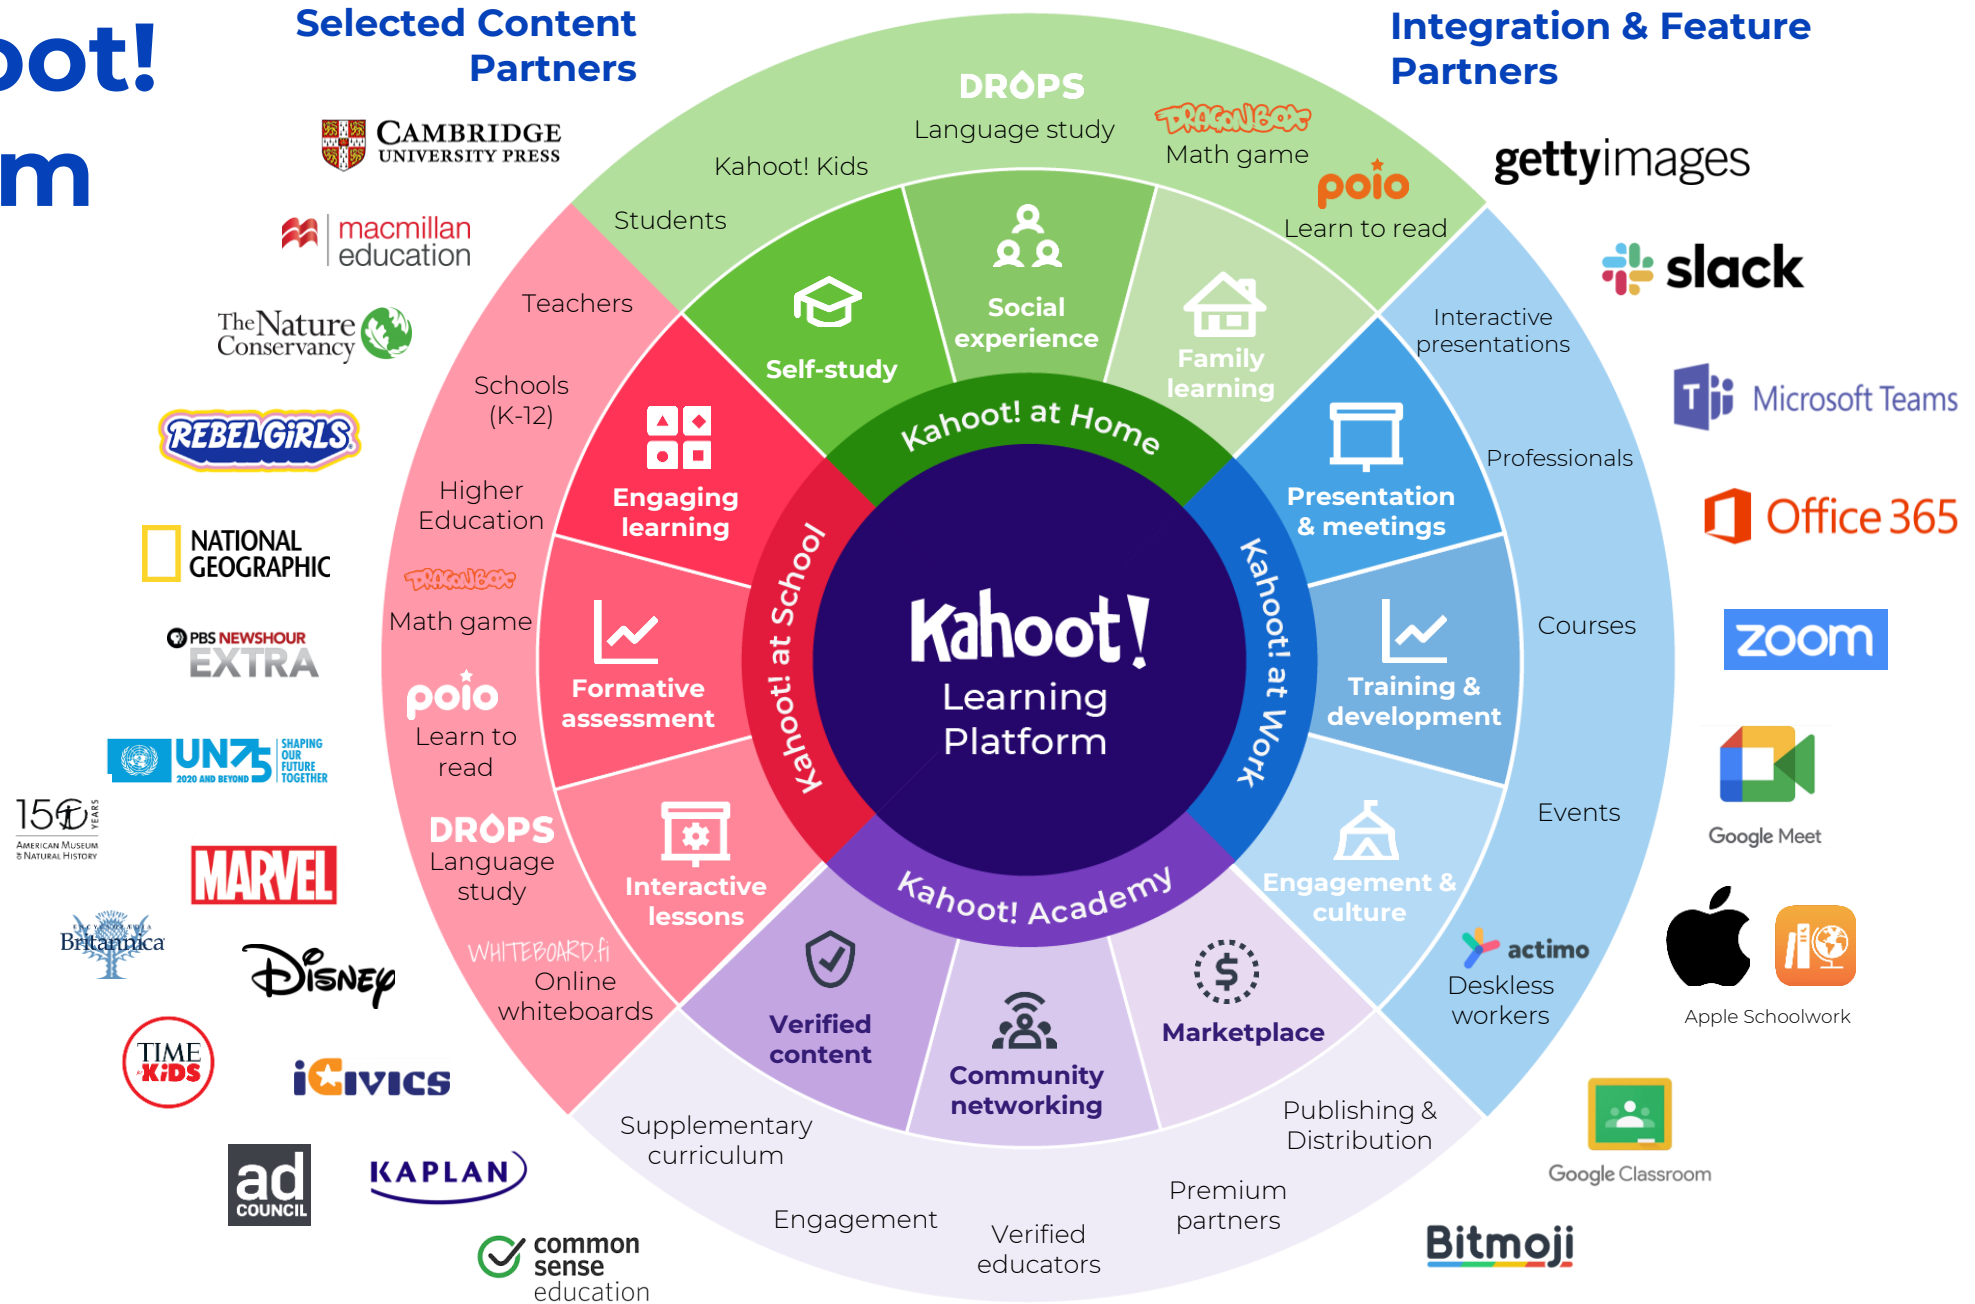 oot!
m
Selected Content
Partners
CAMBRIDGE
UNIVERSITY PRESS
macmillan
education
The Nature
Conservancy
REBEL GiRLS
NATIONAL
GEOGRAPHIC
PBS NEWSHOUR
EXTRA
UN75
2020 AND BEYOND
SHAPING
OUR
FUTURE
TOGETHER
150
YEARS
AMERICAN MUSEUM
& NATURAL HISTORY
MARVEL
ENCYCLOPÆDIA
Britannica
DISNEY
TIME
for KiDS
iCIVICS
ad
COUNCIL
KAPLAN
common
sense
education
DROPS
Language study
DRAGONBOX
Math game
poio
Learn to read
Kahoot! Kids
Students
Self-study
Social
experience
Family
learning
Kahoot! at Home
Teachers
Schools
(K-12)
Higher
Education
DRAGONBOX
Math game
poio
Learn to
read
DROPS
Language
study
WHITEBOARD.fi
Online
whiteboards
Engaging
learning
Formative
assessment
Interactive
lessons
Kahoot! at School
Kahoot!
Learning
Platform
Kahoot! at Work
Presentation
& meetings
Training &
development
Engagement &
culture
Interactive
presentations
Professionals
Courses
Events
actimo
Deskless
workers
Kahoot! Academy
Verified
content
Community
networking
Marketplace
Supplementary
curriculum
Engagement
Verified
educators
Premium
partners
Publishing &
Distribution
Integration & Feature
Partners
gettyimages
slack
T Microsoft Teams
Office 365
zoom
Google Meet
Apple Schoolwork
Google Classroom
Bitmoji